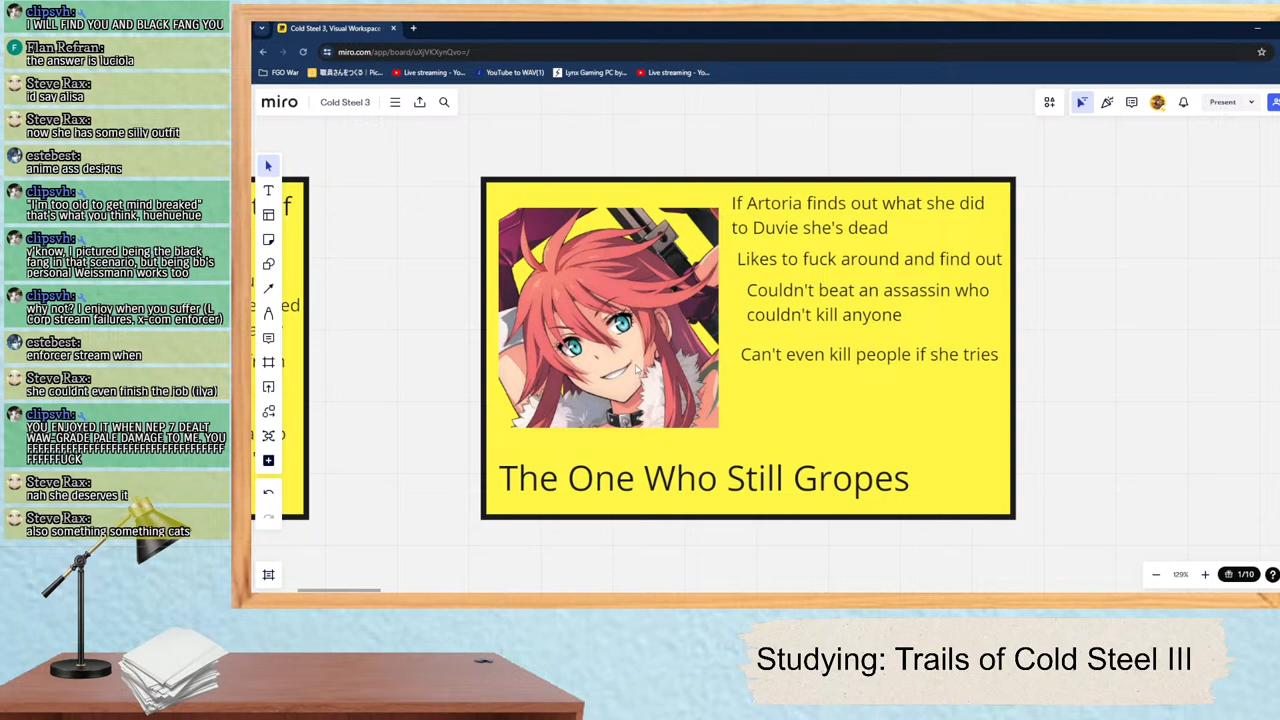 clipsvh:
I WILL FIND YOU AND BLACK FANG YOU
Flan Refran:
the answer is luciola
Steve Rax:
id say alisa
Steve Rax:
now she has some silly outfit
estebest:
anime ass designs
clipsvh:
"I'm too old to get mind breaked"
that's what you think, huehuehue
clipsvh:
y'know, I pictured being the black
fang in that scenario, but being bb's
personal Weissmann works too
clipsvh:
why not? I enjoy when you suffer (L
Corp stream failures, x-com enforcer)
estebest:
enforcer stream when
Steve Rax:
she couldnt even finish the job (ilya)
clipsvh:
YOU ENJOYED IT WHEN NEP 7 DEALT
WAW-GRADE PALE DAMAGE TO ME. YOU
Steve Rax:
nah she deserves it
Steve Rax:
also something something cats
Cold Steel 3, Visual Workspace
miro.com/app/board/uXjVKXynQvo=/
FGO War
職員さんをつくる | Pic...
Live streaming - Yo...
YouTube to WAV(1)
Lynx Gaming PC by...
Live streaming - Yo...
miro
Cold Steel 3
Present
If Artoria finds out what she did
to Duvie she's dead
Likes to fuck around and find out
Couldn't beat an assassin who
couldn't kill anyone
Can't even kill people if she tries
The One Who Still Gropes
129%
1/10
?
Studying: Trails of Cold Steel III